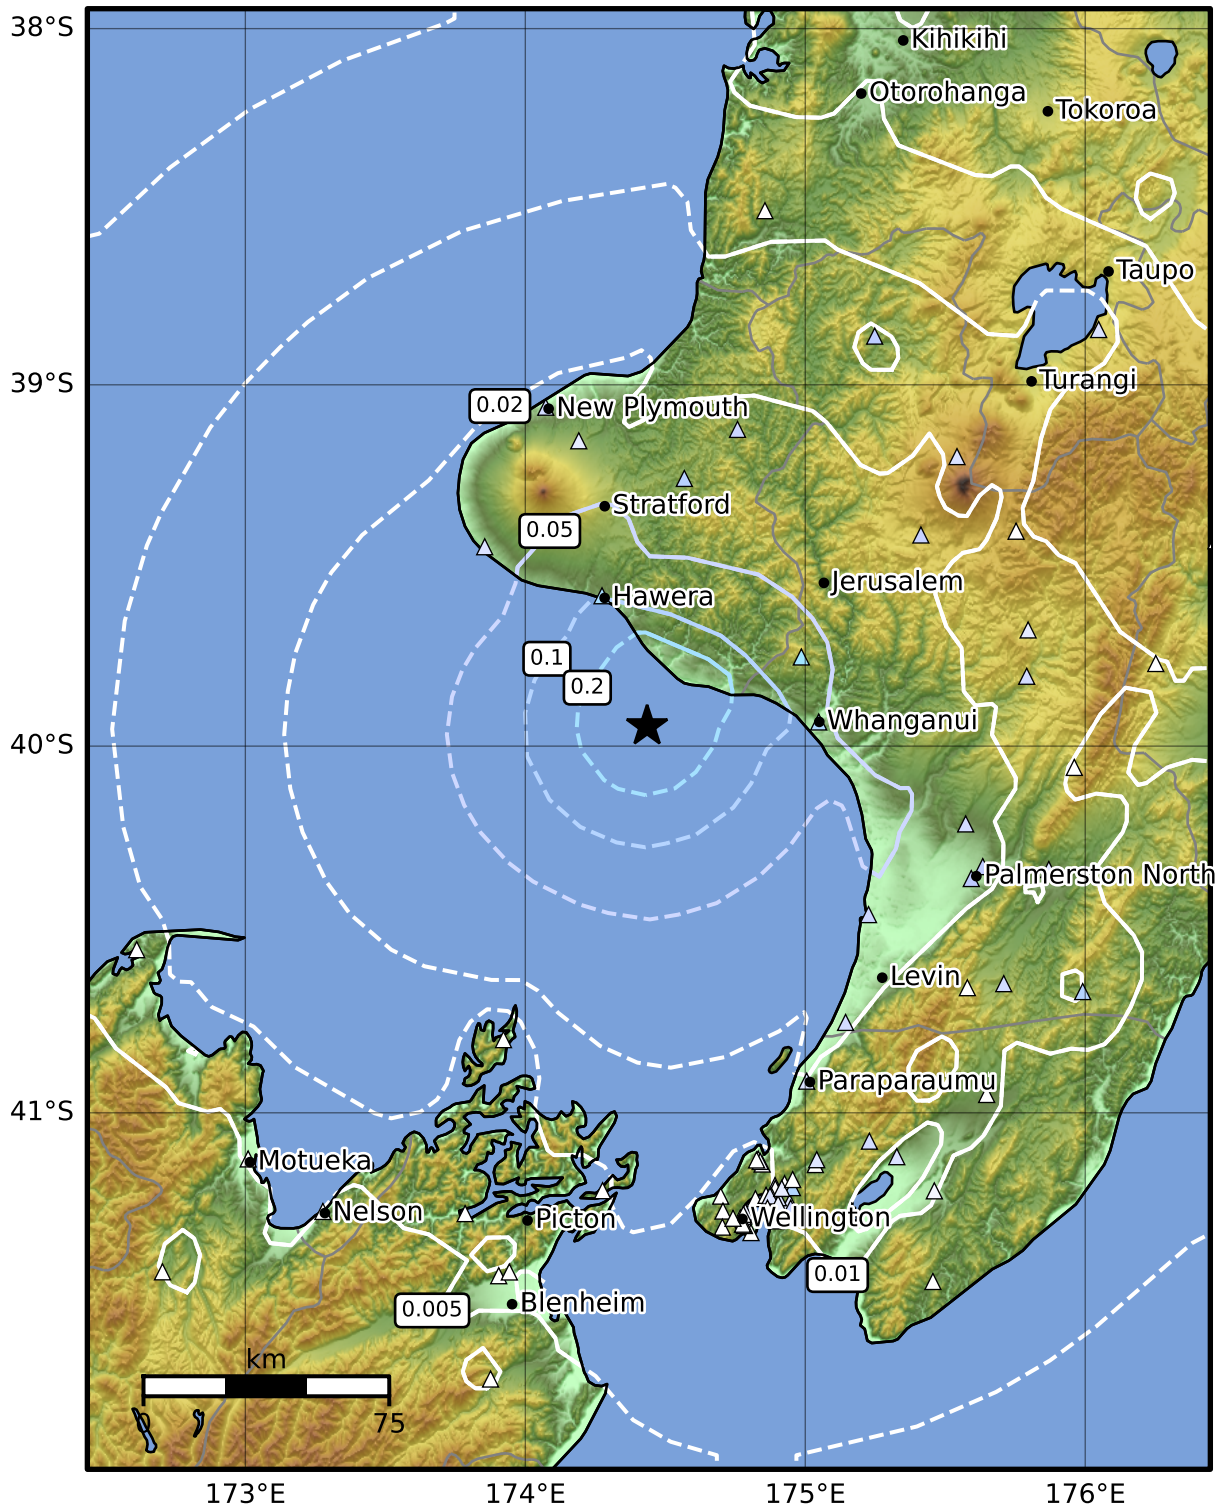 38°S
Kihikihi
Otorohanga
Tokoroa
Taupo
39°S
Turangi
0.02
New Plymouth
Stratford
0.05
Jerusalem
Hawera
0.1
0.2
Whanganui
40°S
Palmerston North
Levin
Paraparaumu
41°S
Motueka
Nelson
Picton
Wellington
0.01
0.005
Blenheim
km
0
75
173°E
174°E
175°E
176°E